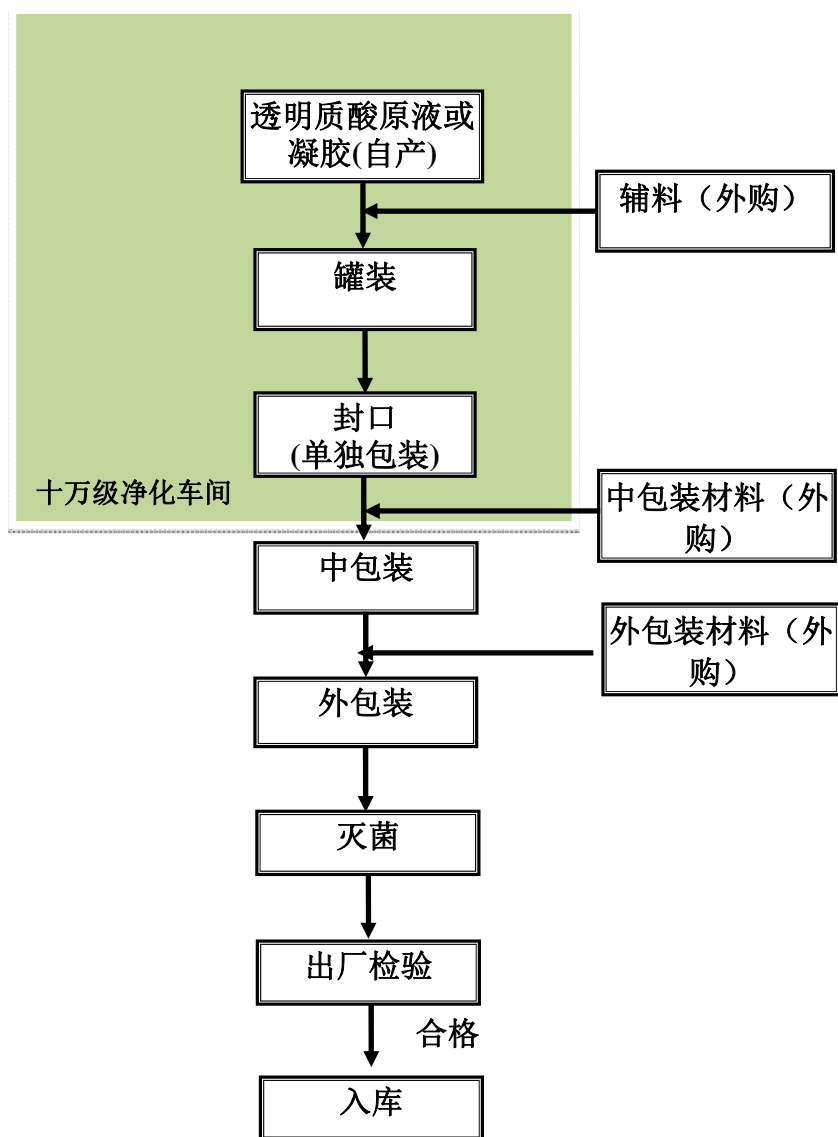 透明质酸原液或
凝胶(自产)
辅料（外购）
罐装
封口
(单独包装)
十万级净化车间
中包装材料（外
购）
中包装
外包装材料（外
购）
外包装
灭菌
出厂检验
合格
入库